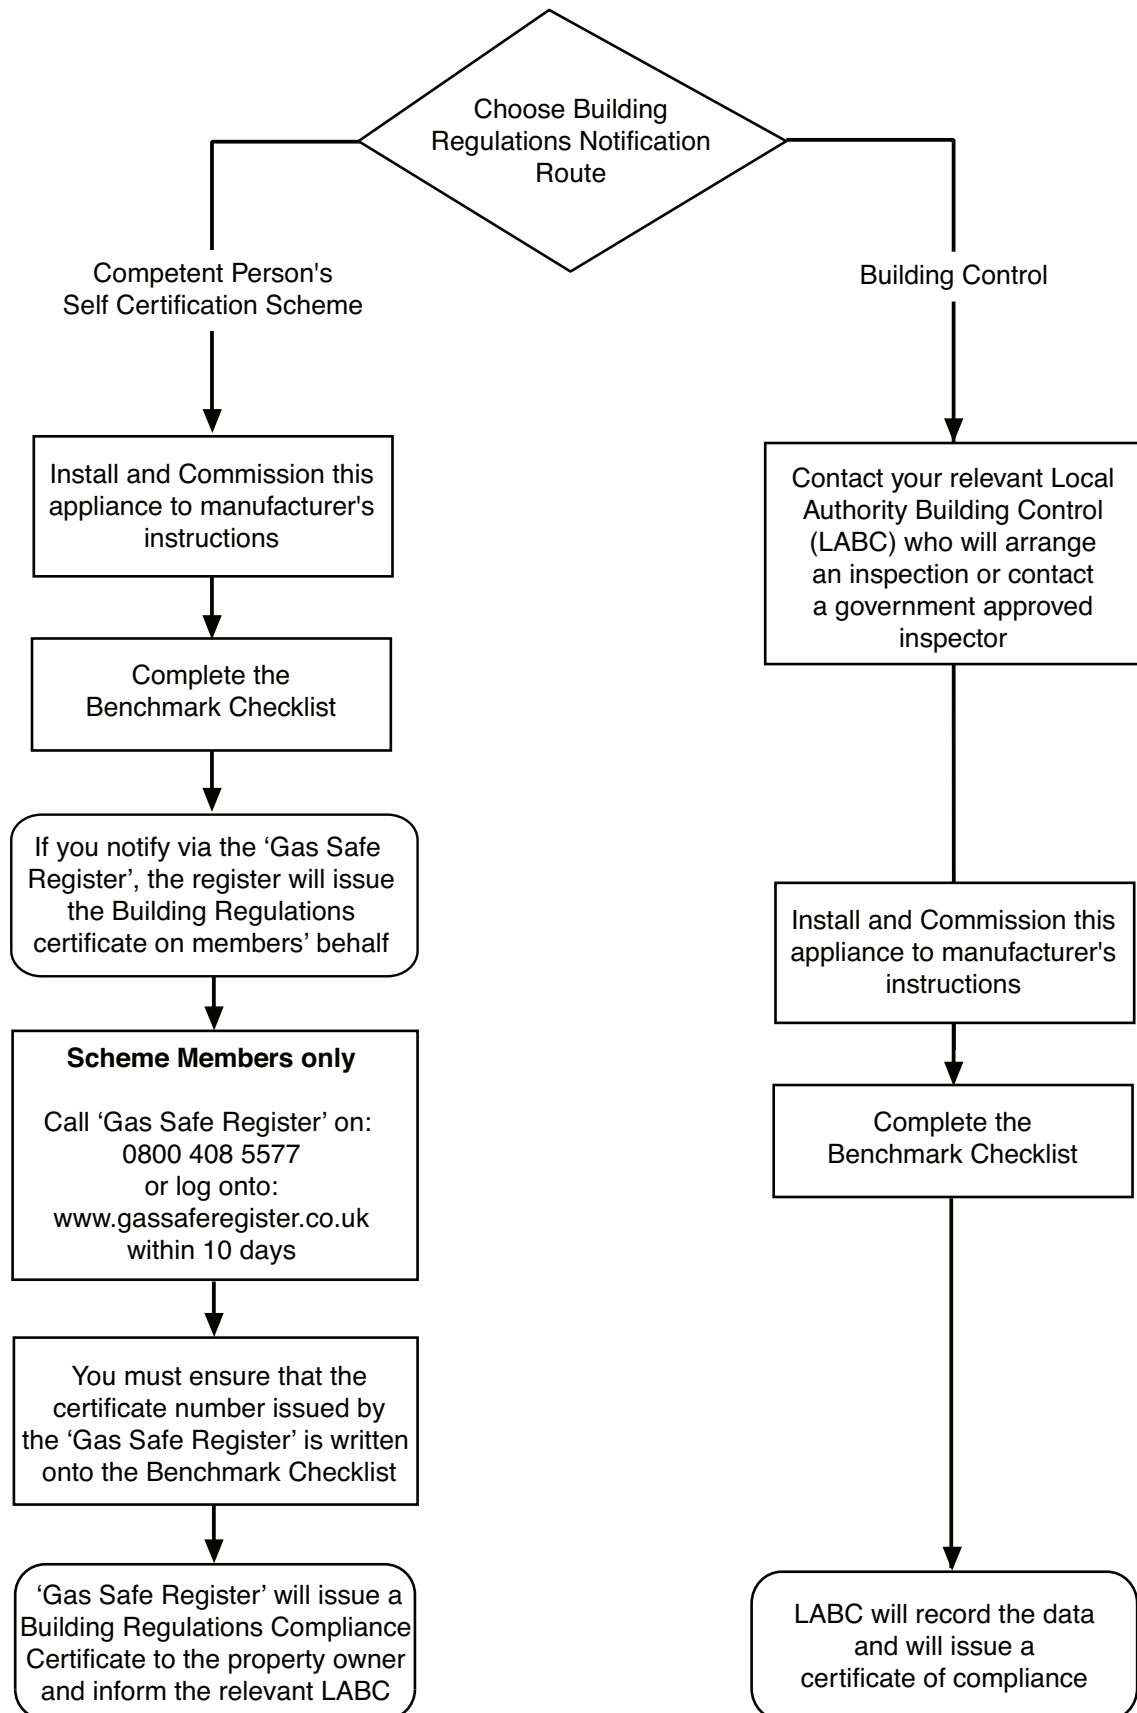 Choose Building
Regulations Notification
Route
Competent Person's
Self Certification Scheme
Building Control
Install and Commission this
appliance to manufacturer's
instructions
Complete the
Benchmark Checklist
If you notify via the ‘Gas Safe
Register’, the register will issue
the Building Regulations
certificate on members’ behalf
Scheme Members only
Call ‘Gas Safe Register’ on:
0800 408 5577
or log onto:
www.gassaferegister.co.uk
within 10 days
You must ensure that the
certificate number issued by
the ‘Gas Safe Register’ is written
onto the Benchmark Checklist
‘Gas Safe Register’ will issue a
Building Regulations Compliance
Certificate to the property owner
and inform the relevant LABC
Contact your relevant Local
Authority Building Control
(LABC) who will arrange
an inspection or contact
a government approved
inspector
Install and Commission this
appliance to manufacturer's
instructions
Complete the
Benchmark Checklist
LABC will record the data
and will issue a
certificate of compliance